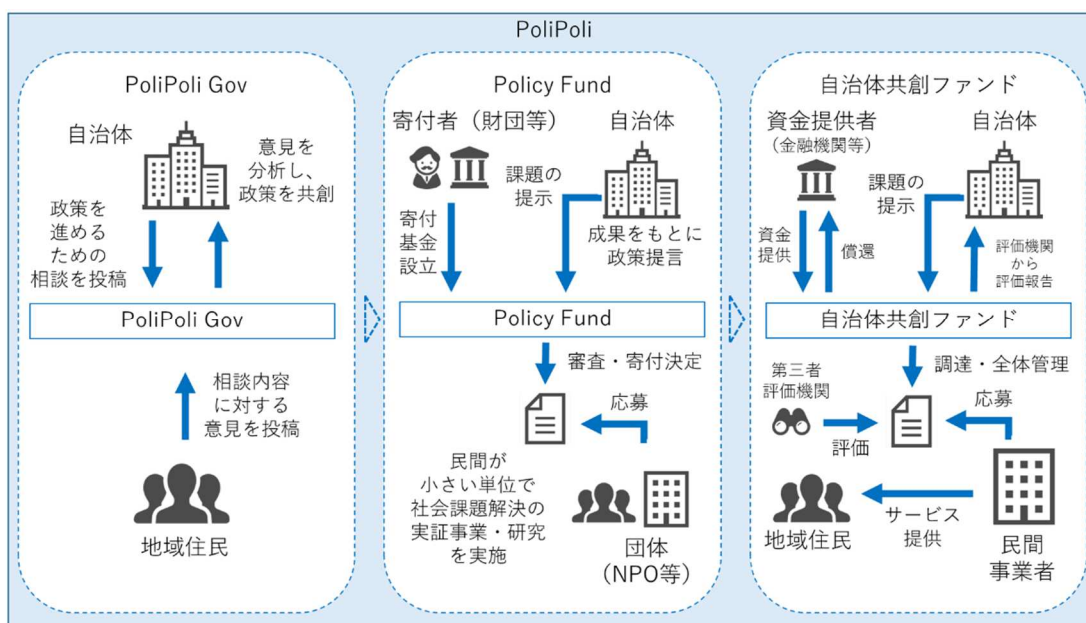 PoliPoli
PoliPoli Gov
自治体
意見を
分析し、
政策を共創
政策を
進める
ための
相談を投稿
PoliPoli Gov
相談内容
に対する
意見を投稿
地域住民
Policy Fund
寄付者（財団等）
自治体
課題の
提示
寄付
基金
設立
成果をもとに
政策提言
Policy Fund
審査・寄付決定
応募
民間が
小さい単位で
社会課題解決の
実証事業・研究
を実施
団体
（NPO等）
自治体共創ファンド
資金提供者
（金融機関等）
自治体
課題の
提示
資金
提供
償還
評価機関
から
評価報告
自治体共創ファンド
調達・全体管理
第三者
評価機関
応募
評価
サービス
提供
地域住民
民間
事業者